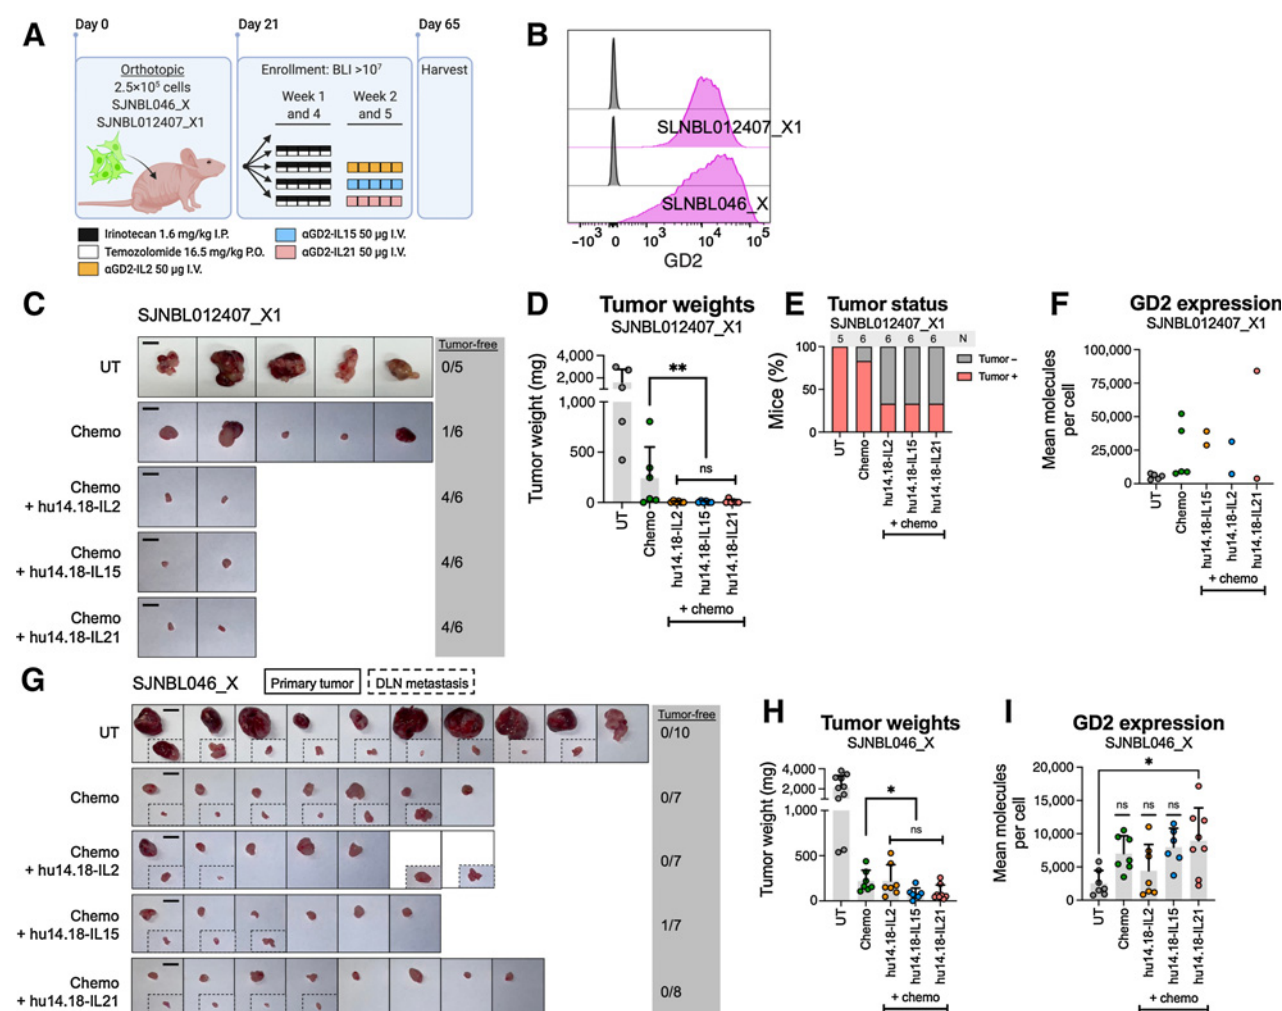 A
Day 0
Day 21
Day 65
Orthotopic
2.5×10⁵ cells
SJNBL046_X
SJNBL012407_X1
Enrollment: BLI >10⁷
Week 1
and 4
Week 2
and 5
Harvest
Irinotecan 1.6 mg/kg I.P.
Temozolomide 16.5 mg/kg P.O.
αGD2-IL2 50 µg I.V.
αGD2-IL15 50 µg I.V.
αGD2-IL21 50 µg I.V.
B
SLNBL012407_X1
SLNBL046_X
−10³ 0 10³ 10⁴ 10⁵
GD2
C
SJNBL012407_X1
Tumor-free
UT
0/5
Chemo
1/6
Chemo
+ hu14.18-IL2
4/6
Chemo
+ hu14.18-IL15
4/6
Chemo
+ hu14.18-IL21
4/6
D
Tumor weights
SJNBL012407_X1
Tumor weight (mg)
4,000
2,000
1,000
500
0
**
ns
UT
Chemo
hu14.18-IL2
hu14.18-IL15
hu14.18-IL21
+ chemo
E
Tumor status
SJNBL012407_X1
5 6 6 6 6 N
Mice (%)
100
50
0
Tumor −
Tumor +
UT
Chemo
hu14.18-IL2
hu14.18-IL15
hu14.18-IL21
+ chemo
F
GD2 expression
SJNBL012407_X1
Mean molecules
per cell
100,000
75,000
50,000
25,000
0
UT
Chemo
hu14.18-IL15
hu14.18-IL2
hu14.18-IL21
+ chemo
G
SJNBL046_X
Primary tumor
DLN metastasis
Tumor-free
UT
0/10
Chemo
0/7
Chemo
+ hu14.18-IL2
0/7
Chemo
+ hu14.18-IL15
1/7
Chemo
+ hu14.18-IL21
0/8
H
Tumor weights
SJNBL046_X
Tumor weight (mg)
4,000
2,000
1,000
500
0
*
ns
UT
Chemo
hu14.18-IL2
hu14.18-IL15
hu14.18-IL21
+ chemo
I
GD2 expression
SJNBL046_X
Mean molecules
per cell
20,000
15,000
10,000
5,000
0
*
ns ns ns
UT
Chemo
hu14.18-IL2
hu14.18-IL15
hu14.18-IL21
+ chemo